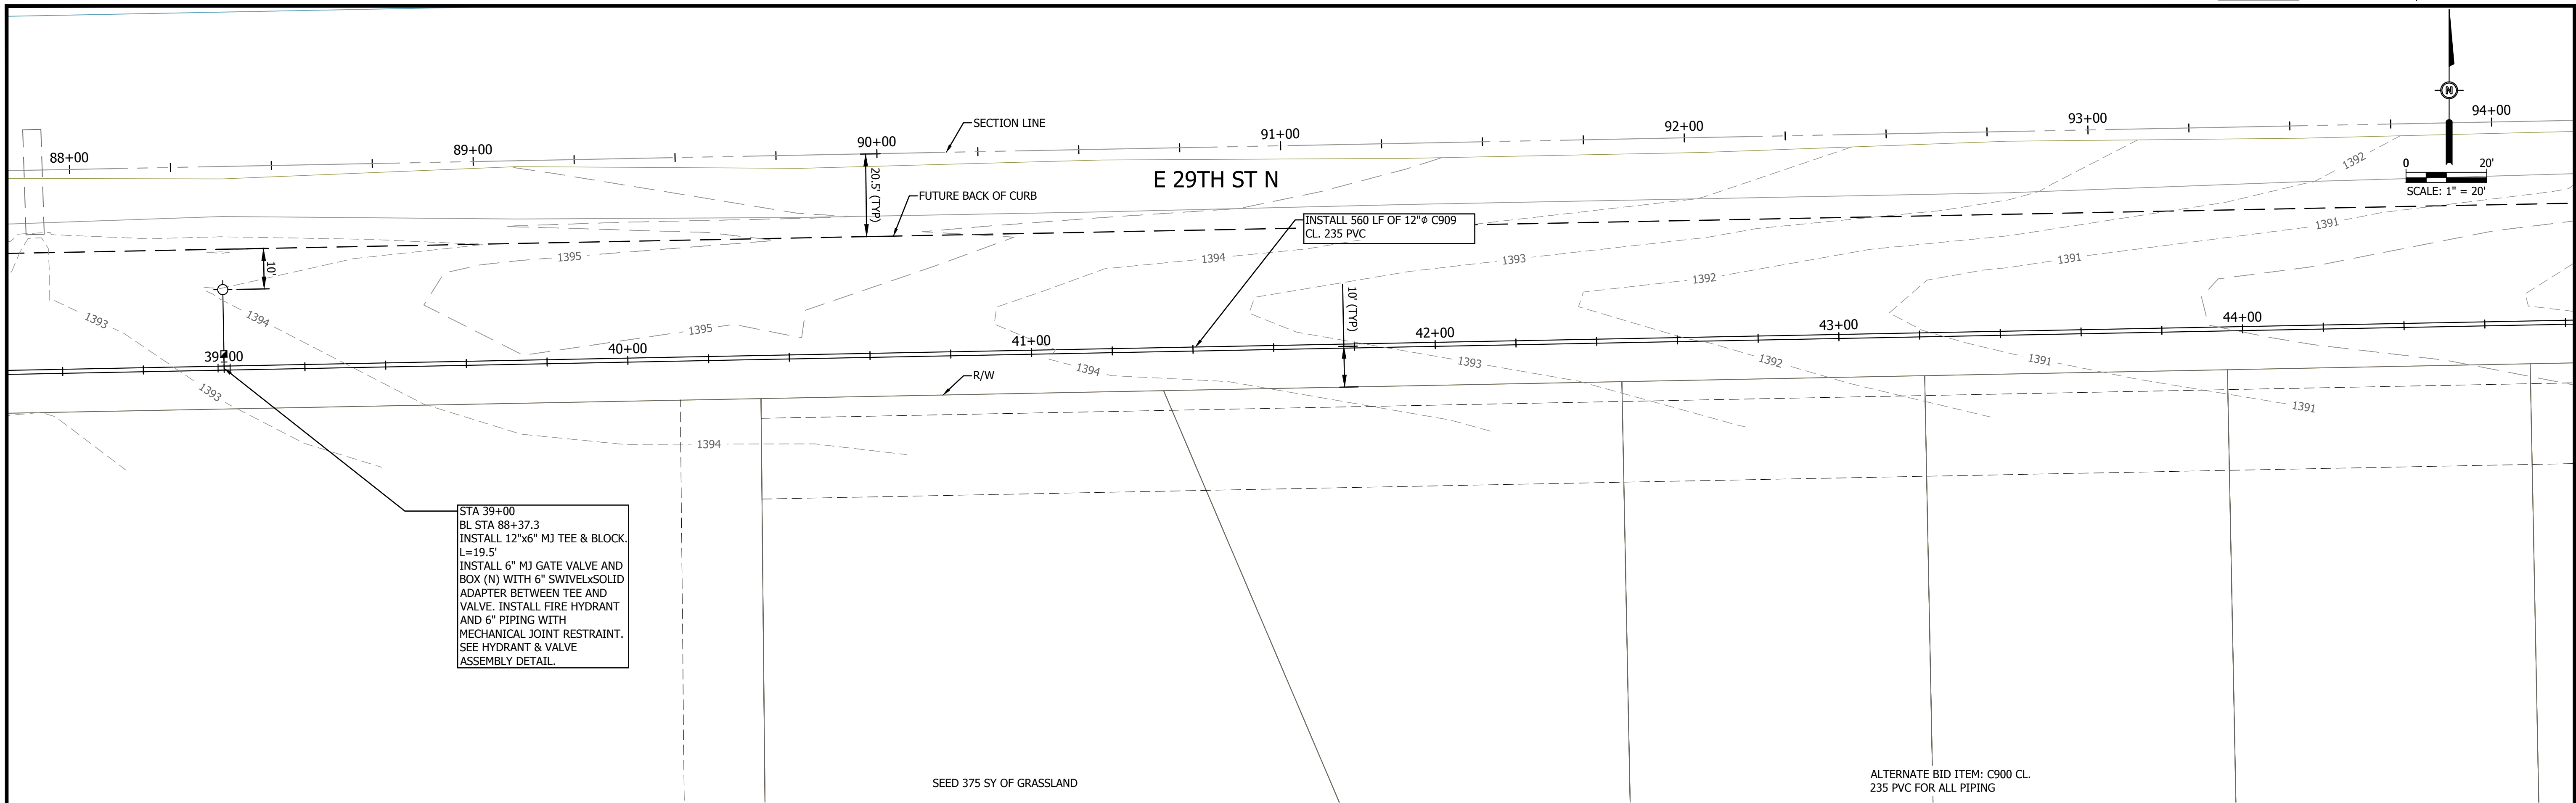 88+00
89+00
90+00
91+00
92+00
93+00
94+00
SECTION LINE
N
0 20'
SCALE: 1" = 20'
E 29TH ST N
20.5' (TYP)
FUTURE BACK OF CURB
INSTALL 560 LF OF 12"ø C909
CL. 235 PVC
10'
10' (TYP)
1392
1391
1395
1394
1393
1392
1391
1393
1394
1395
39+00
40+00
41+00
42+00
43+00
44+00
1393
1394
1393
1392
1391
1391
1394
R/W
STA 39+00
BL STA 88+37.3
INSTALL 12"x6" MJ TEE & BLOCK.
L=19.5'
INSTALL 6" MJ GATE VALVE AND
BOX (N) WITH 6" SWIVELxSOLID
ADAPTER BETWEEN TEE AND
VALVE. INSTALL FIRE HYDRANT
AND 6" PIPING WITH
MECHANICAL JOINT RESTRAINT.
SEE HYDRANT & VALVE
ASSEMBLY DETAIL.
SEED 375 SY OF GRASSLAND
ALTERNATE BID ITEM: C900 CL.
235 PVC FOR ALL PIPING